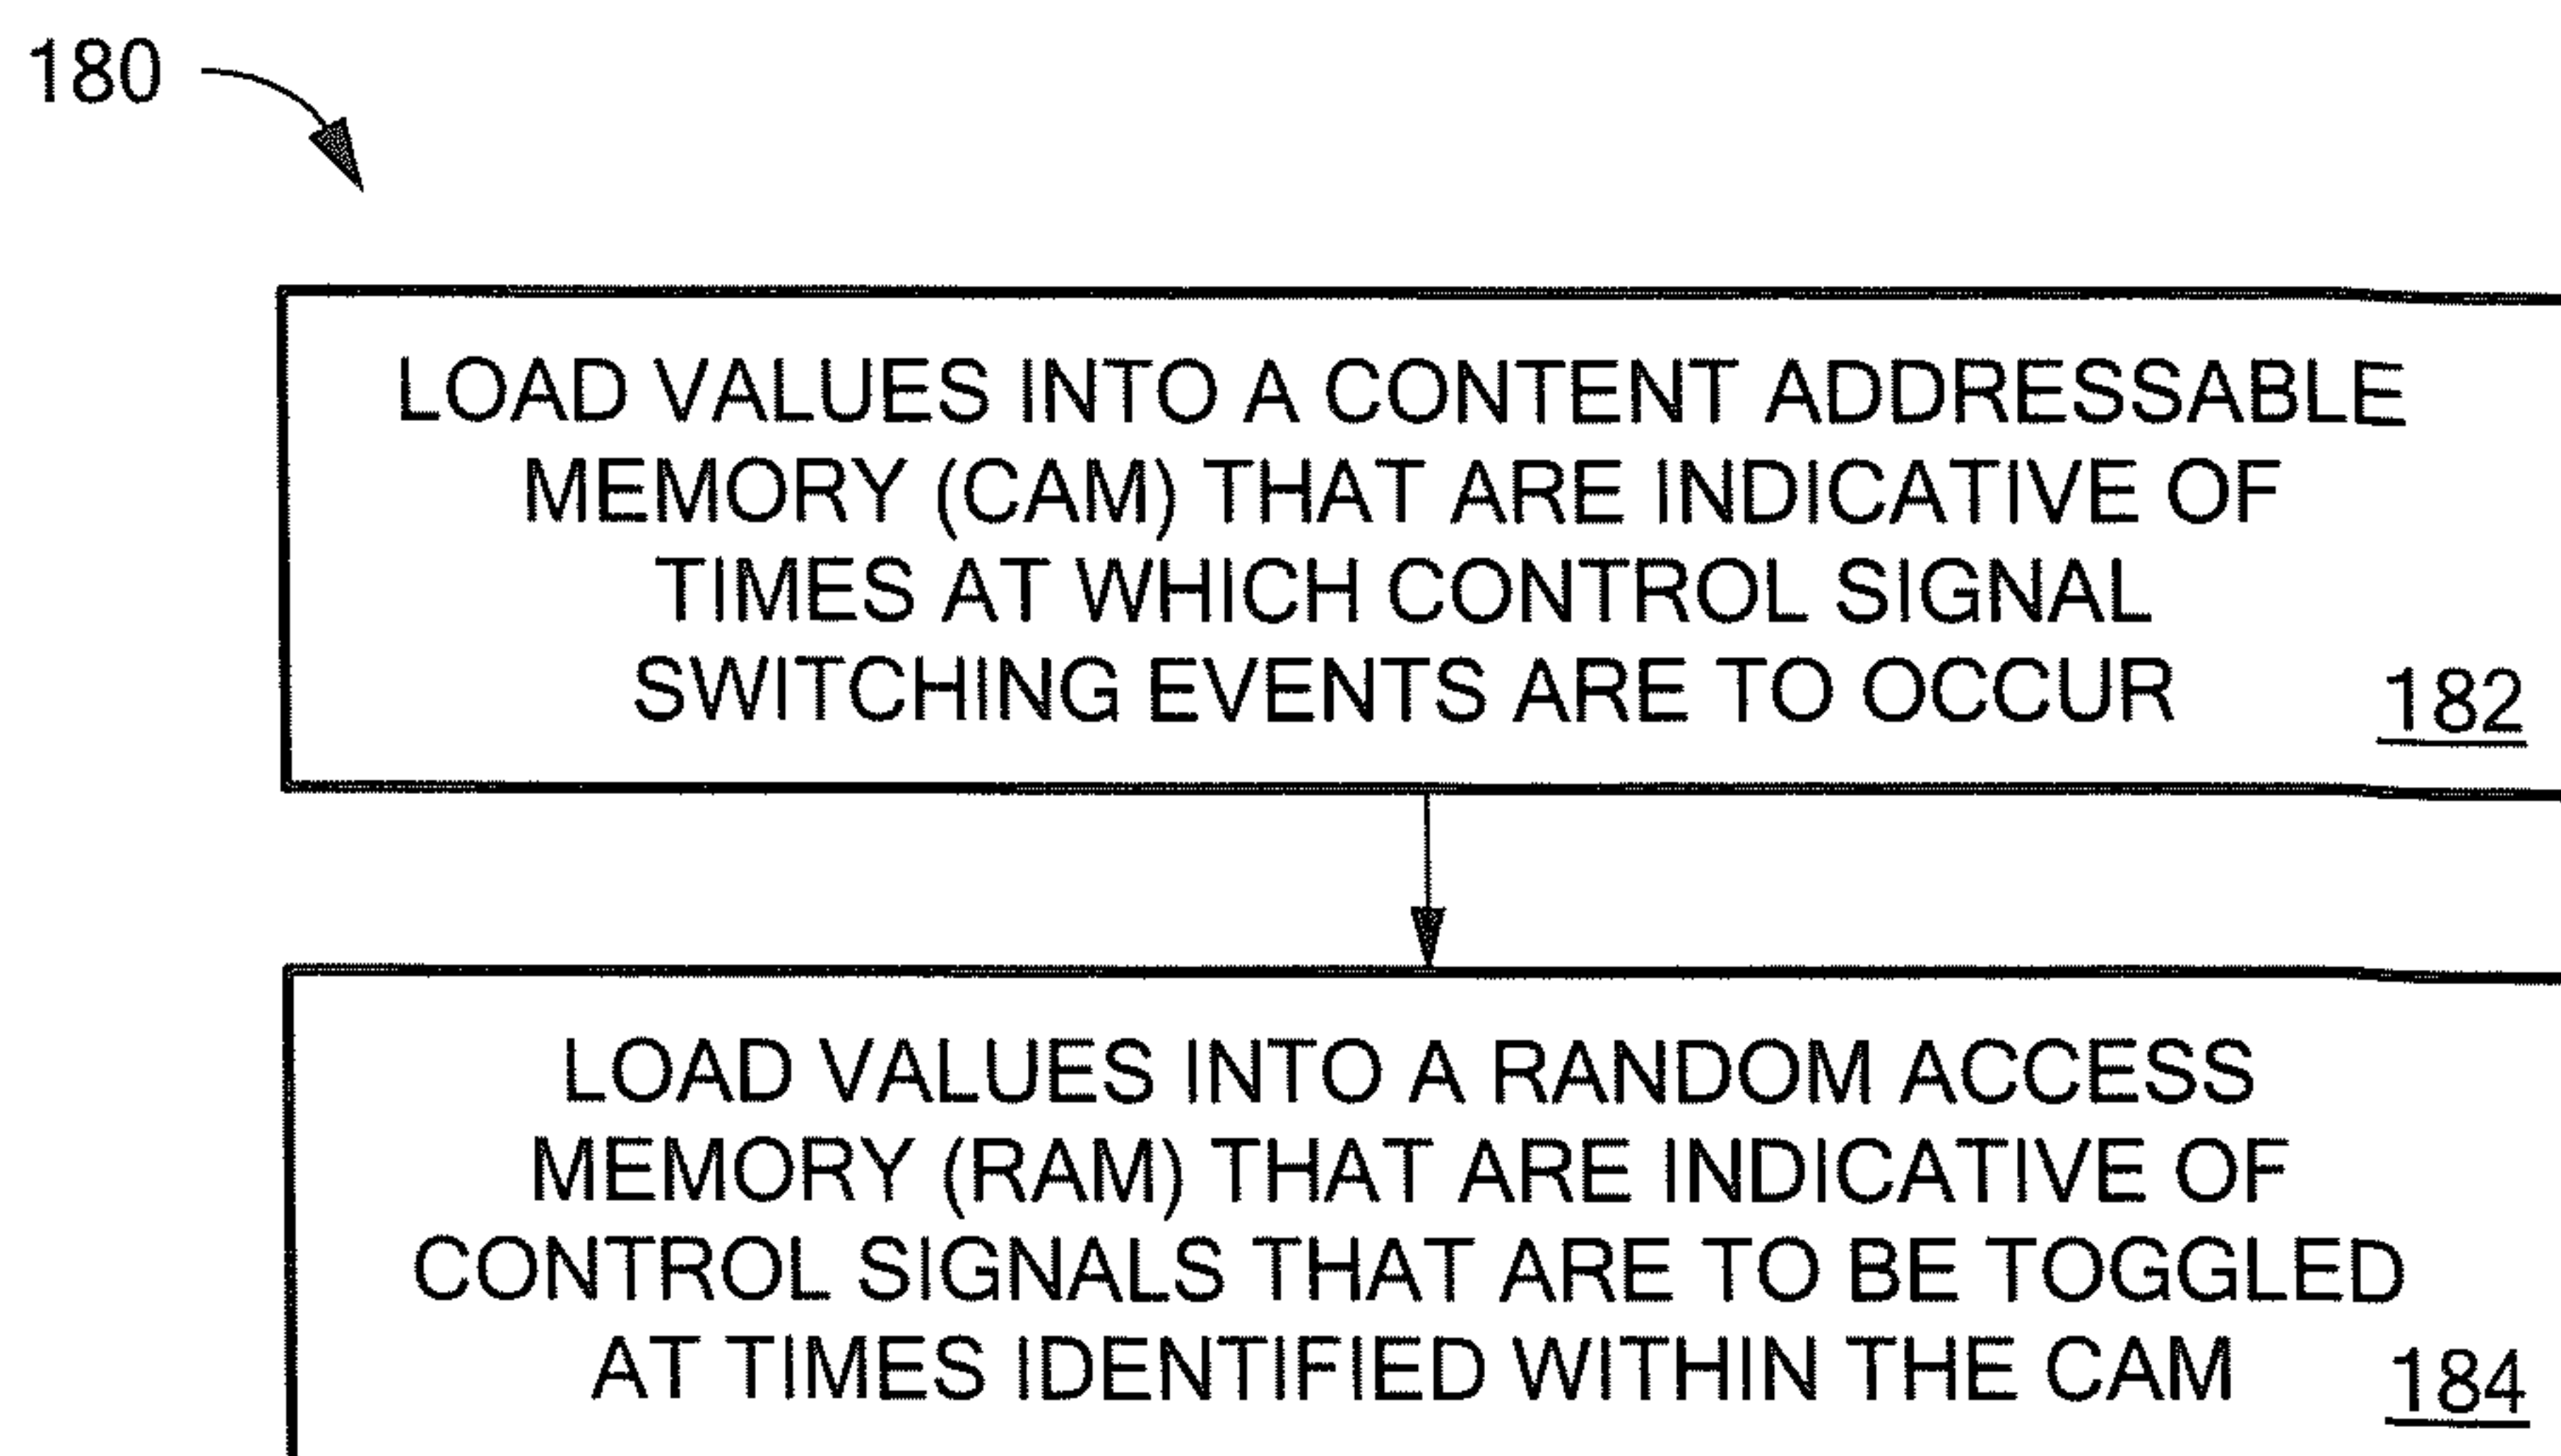 180
LOAD VALUES INTO A CONTENT ADDRESSABLE
MEMORY (CAM) THAT ARE INDICATIVE OF
TIMES AT WHICH CONTROL SIGNAL
SWITCHING EVENTS ARE TO OCCUR
182
LOAD VALUES INTO A RANDOM ACCESS
MEMORY (RAM) THAT ARE INDICATIVE OF
CONTROL SIGNALS THAT ARE TO BE TOGGLED
AT TIMES IDENTIFIED WITHIN THE CAM
184